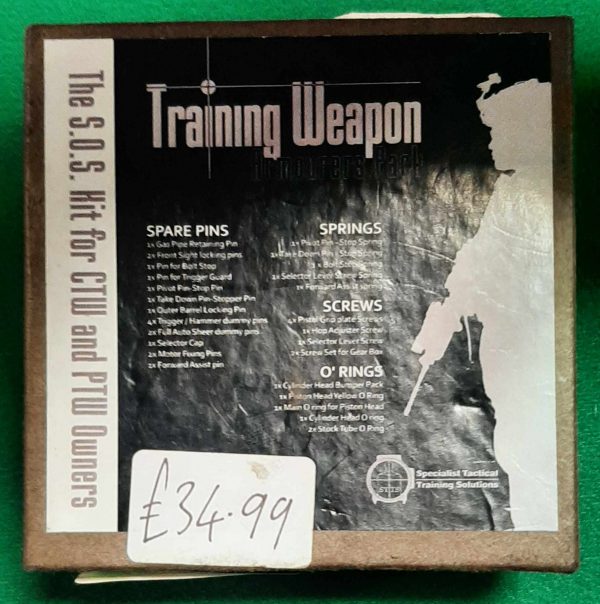 The S.O.S. Kit for CTW and PTW Owners
Training Weapon
Armourers Pack
SPARE PINS
1x Gas Pipe Retaining Pin
2x Front Sight locking pins
1x Pin for Bolt Stop
1x Pin for Trigger Guard
1x Pivot Pin-Stop Pin
1x Take Down Pin-Stopper Pin
1x Outer Barrel Locking Pin
4x Trigger / Hammer dummy pins
2x Full Auto Sheer dummy pins
1x Selector Cap
2x Motor Fixing Pins
2x Forward Assist pin
SPRINGS
1x Pivot Pin - Stop Spring
1x Take Down Pin - Stop Spring
1x Bolt Stop Spring
1x Selector Lever Screw Spring
1x Forward Assist spring
SCREWS
4x Pistol Grip plate Screws
1x Hop Adjuster Screw
1x Selector Lever Screw
2x Screw Set for Gear Box
O' RINGS
1x Cylinder Head Bumper Pack
1x Piston Head Yellow O Ring
1x Main O ring for Piston Head
1x Cylinder Head O ring
2x Stock Tube O Ring
STTS
Specialist Tactical
Training Solutions
£34.99